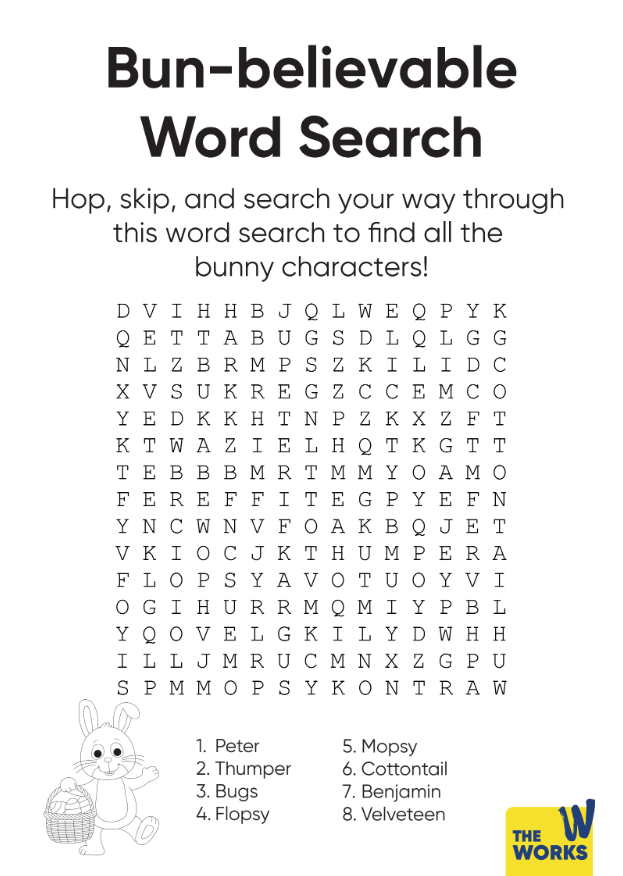 Bun-believable
Word Search
Hop, skip, and search your way through
this word search to find all the
bunny characters!
D V I H H B J Q L W E Q P Y K
Q E T T A B U G S D L Q L G G
N L Z B R M P S Z K I L I D C
X V S U K R E G Z C C E M C O
Y E D K K H T N P Z K X Z F T
K T W A Z I E L H Q T K G T T
T E B B B M R T M M Y O A M O
F E R E F F I T E G P Y E F N
Y N C W N V F O A K B Q J E T
V K I O C J K T H U M P E R A
F L O P S Y A V O T U O Y V I
O G I H U R R M Q M I Y P B L
Y Q O V E L G K I L Y D W H H
I L L J M R U C M N X Z G P U
S P M M O P S Y K O N T R A W
1. Peter
2. Thumper
3. Bugs
4. Flopsy
5. Mopsy
6. Cottontail
7. Benjamin
8. Velveteen
THE
WORKS
W